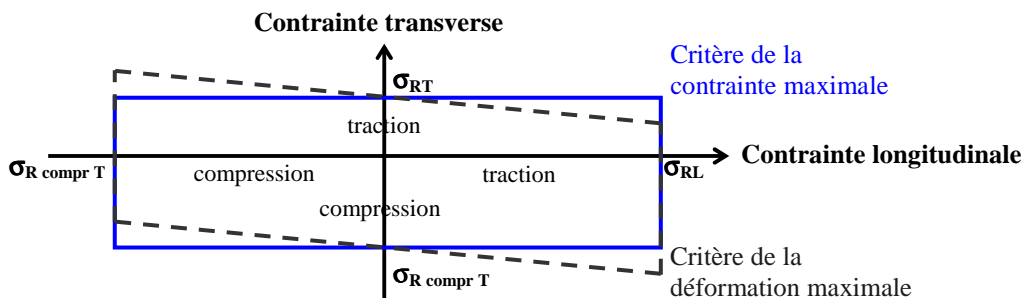 Contrainte transverse
Critère de la
contrainte maximale
σRT
traction
Contrainte longitudinale
σR compr T
compression
traction
σRL
compression
σR compr T
Critère de la
déformation maximale